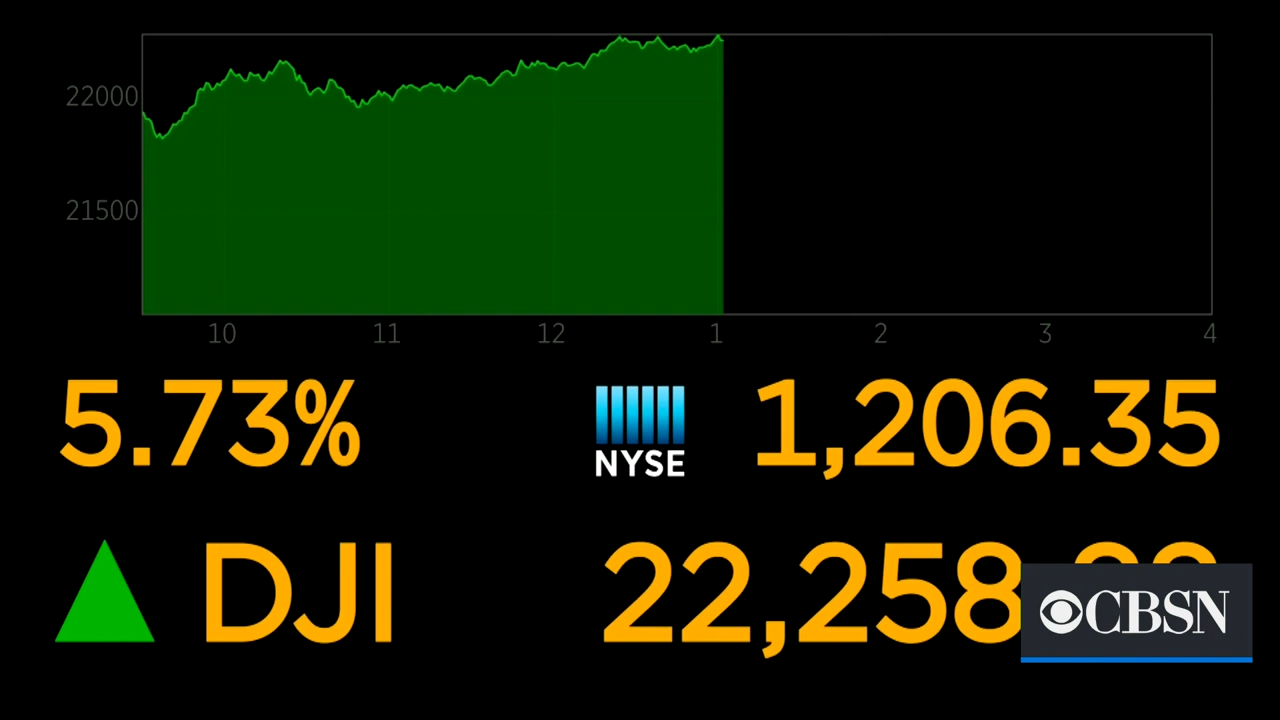 22000
21500
10 11 12 1 2 3 4
5.73% NYSE 1,206.35
DJI 22,258
CBSN